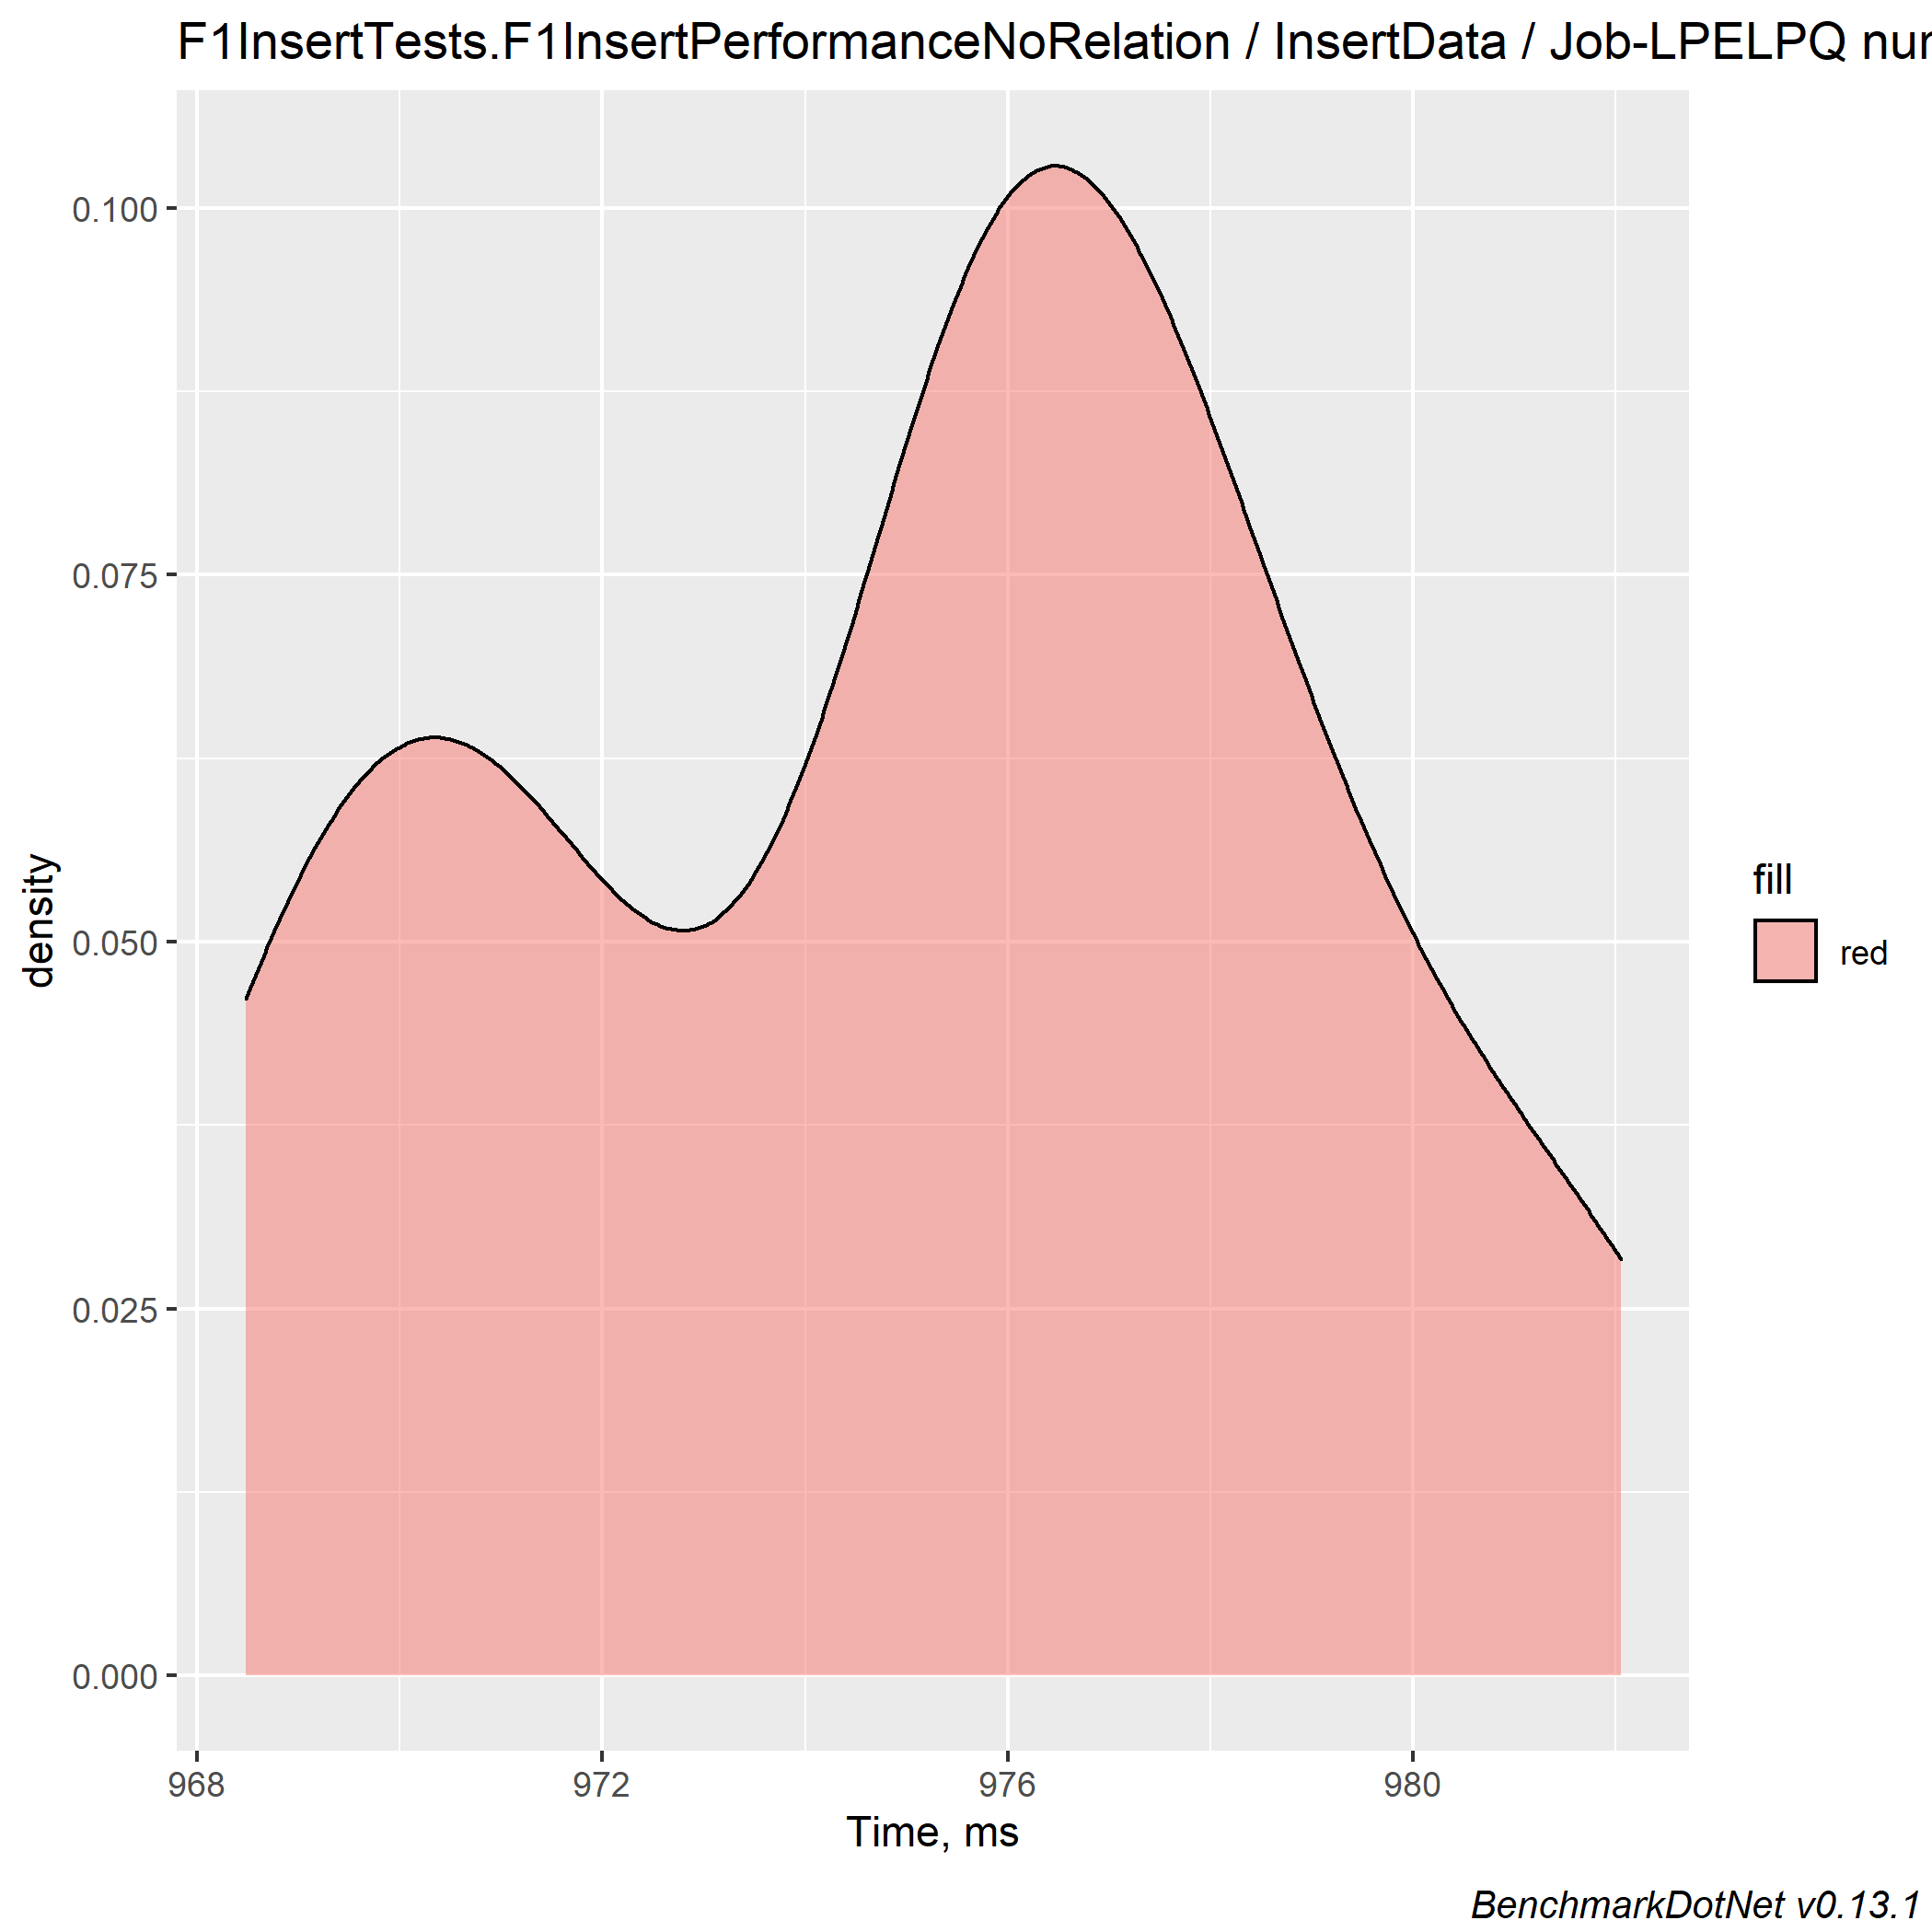 F1InsertTests.F1InsertPerformanceNoRelation / InsertData / Job-LPELPQ
density
0.100
0.075
0.050
0.025
0.000
968 972 976 980
Time, ms
fill
red
BenchmarkDotNet v0.13.1